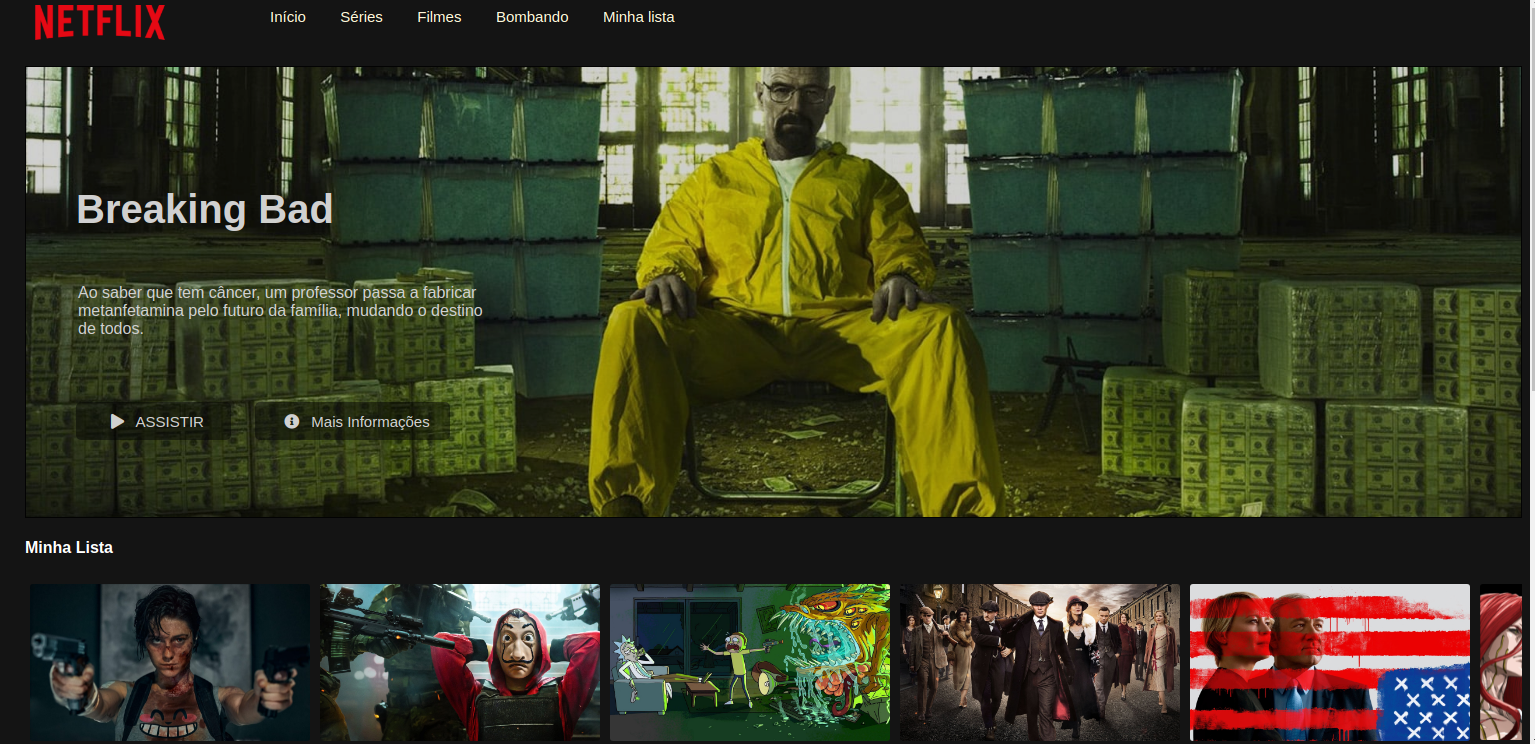 NETFLIX Início Séries Filmes Bombando Minha lista
Breaking Bad
Ao saber que tem câncer, um professor passa a fabricar
metanfetamina pelo futuro da família, mudando o destino
de todos.
ASSISTIR Mais Informações
Minha Lista